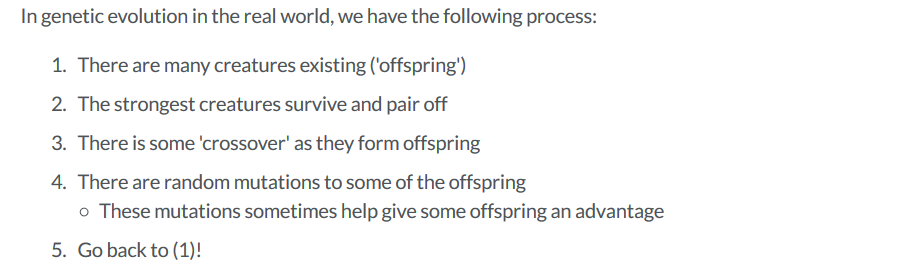 In genetic evolution in the real world, we have the following process:
1. There are many creatures existing ('offspring')
2. The strongest creatures survive and pair off
3. There is some 'crossover' as they form offspring
4. There are random mutations to some of the offspring
○ These mutations sometimes help give some offspring an advantage
5. Go back to (1)!